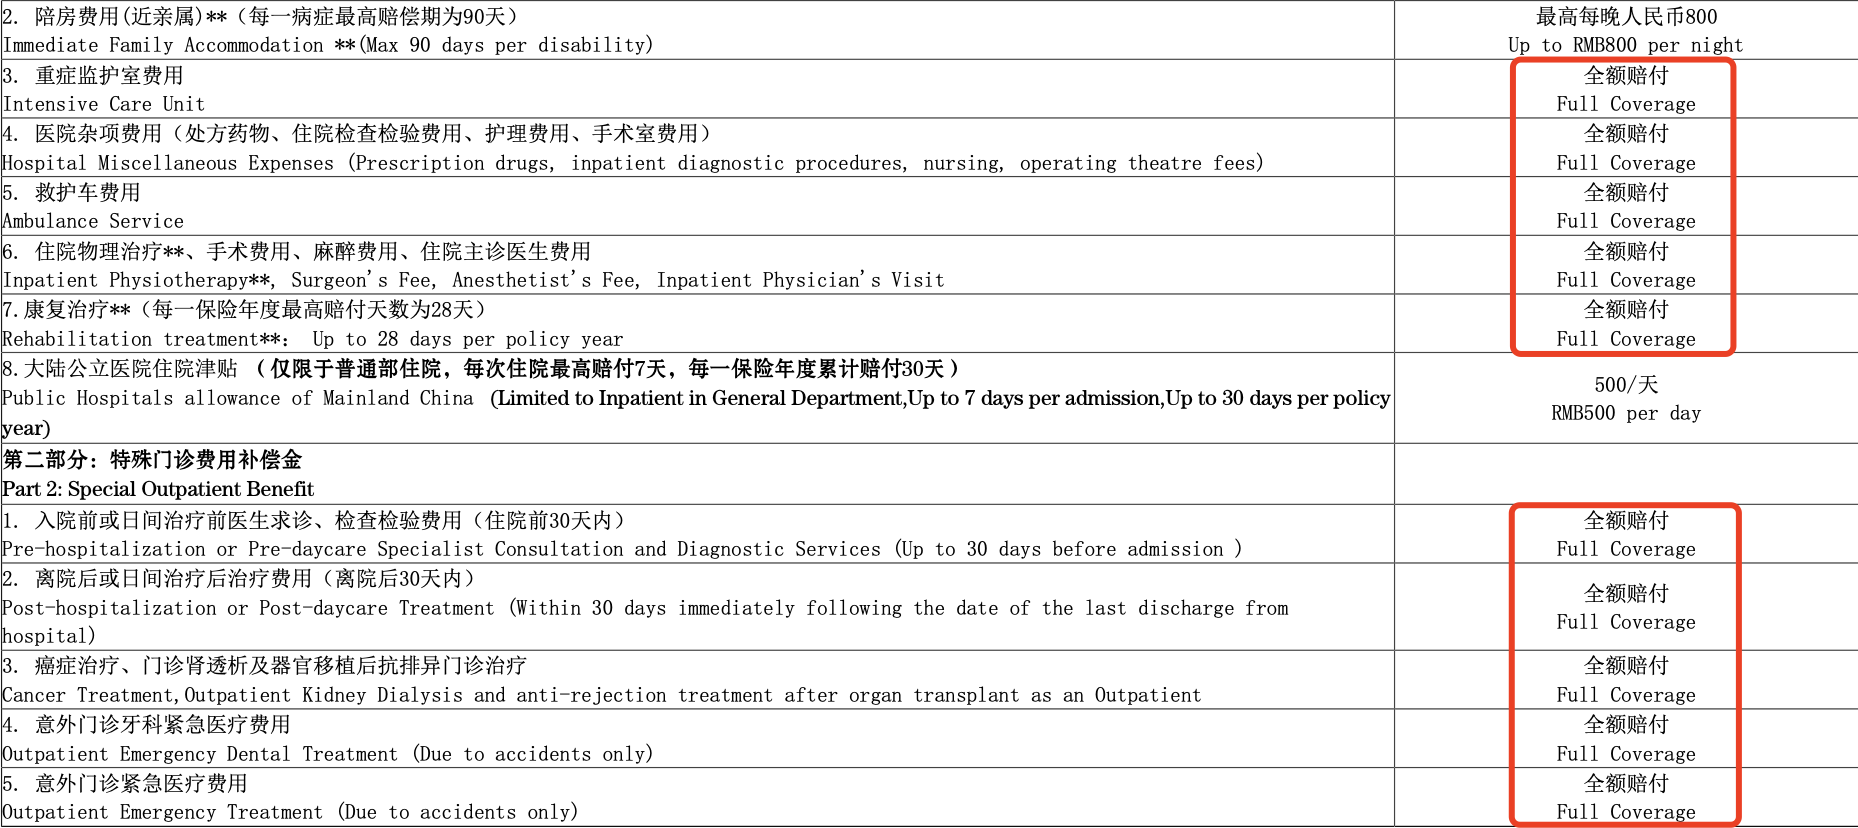 2. 陪房费用(近亲属)**（每一病症最高赔偿期为90天）
Immediate Family Accommodation **(Max 90 days per disability)
最高每晚人民币800
Up to RMB800 per night
3. 重症监护室费用
Intensive Care Unit
全额赔付
Full Coverage
4. 医院杂项费用（处方药物、住院检查检验费用、护理费用、手术室费用）
Hospital Miscellaneous Expenses (Prescription drugs, inpatient diagnostic procedures, nursing, operating theatre fees)
全额赔付
Full Coverage
5. 救护车费用
Ambulance Service
全额赔付
Full Coverage
6. 住院物理治疗**、手术费用、麻醉费用、住院主诊医生费用
Inpatient Physiotherapy**, Surgeon's Fee, Anesthetist's Fee, Inpatient Physician's Visit
全额赔付
Full Coverage
7.康复治疗**（每一保险年度最高赔付天数为28天）
Rehabilitation treatment**： Up to 28 days per policy year
全额赔付
Full Coverage
8.大陆公立医院住院津贴 （仅限于普通部住院，每次住院最高赔付7天，每一保险年度累计赔付30天）
Public Hospitals allowance of Mainland China (Limited to Inpatient in General Department,Up to 7 days per admission,Up to 30 days per policy
year)
500/天
RMB500 per day
第二部分：特殊门诊费用补偿金
Part 2: Special Outpatient Benefit
1. 入院前或日间治疗前医生求诊、检查检验费用（住院前30天内）
Pre-hospitalization or Pre-daycare Specialist Consultation and Diagnostic Services (Up to 30 days before admission )
全额赔付
Full Coverage
2. 离院后或日间治疗后治疗费用（离院后30天内）
Post-hospitalization or Post-daycare Treatment (Within 30 days immediately following the date of the last discharge from
hospital)
全额赔付
Full Coverage
3. 癌症治疗、门诊肾透析及器官移植后抗排异门诊治疗
Cancer Treatment,Outpatient Kidney Dialysis and anti-rejection treatment after organ transplant as an Outpatient
全额赔付
Full Coverage
4. 意外门诊牙科紧急医疗费用
Outpatient Emergency Dental Treatment (Due to accidents only)
全额赔付
Full Coverage
5. 意外门诊紧急医疗费用
Outpatient Emergency Treatment (Due to accidents only)
全额赔付
Full Coverage